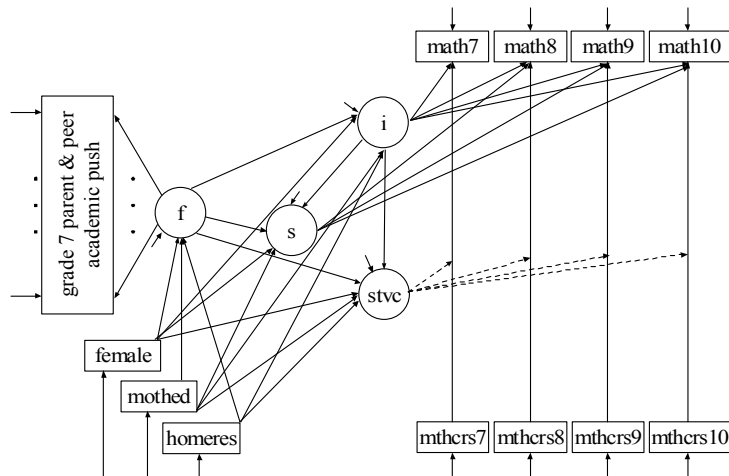 math7 math8 math9 math10
i
grade 7 parent & peer
academic push
f
s
stvc
female
mothed
homeres
mthcrs7 mthcrs8 mthcrs9 mthcrs10